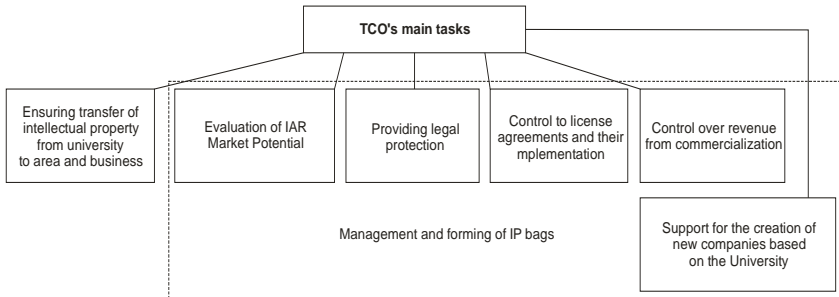 TCO's main tasks
Ensuring transfer of
intellectual property
from university
to area and business
Evaluation of IAR
Market Potential
Providing legal
protection
Control to license
agreements and their
mplementation
Control over revenue
from commercialization
Management and forming of IP bags
Support for the creation of
new companies based
on the University